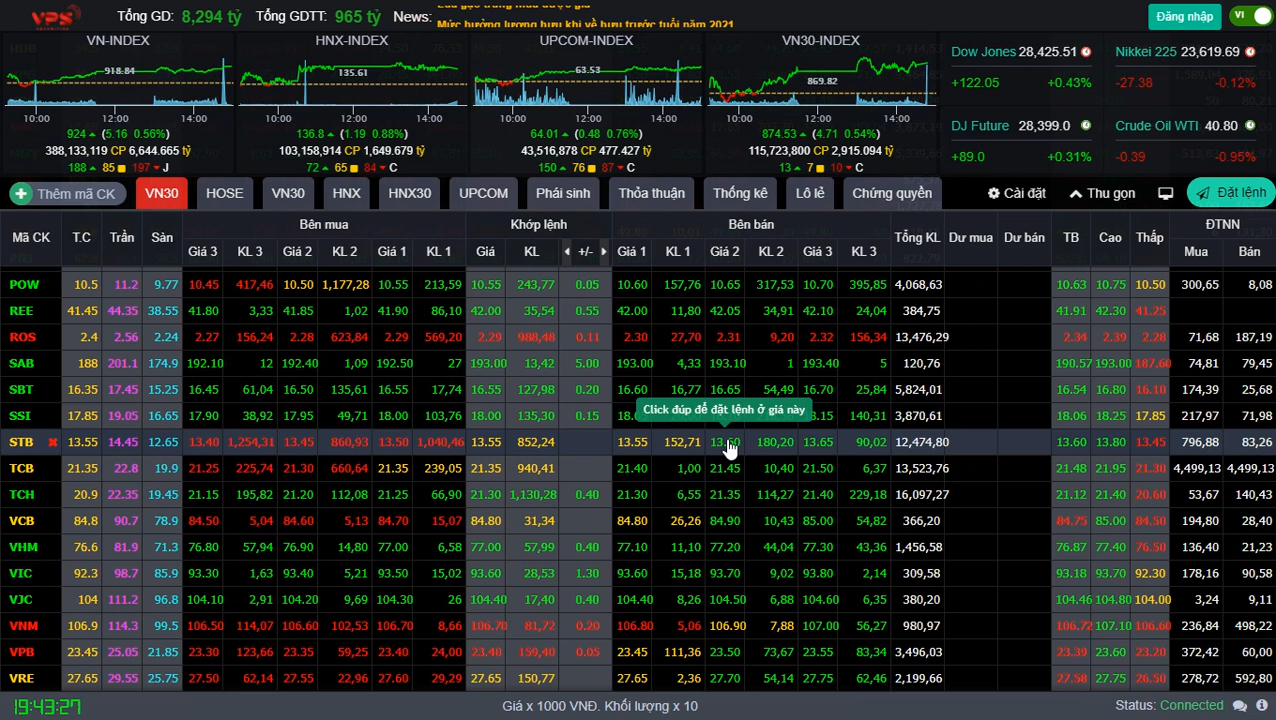 VPS Tổng GD: 8,294 tỷ Tổng GDTT: 965 tỷ News: Mức hưởng lương hưu khi về hưu trước tuổi năm 2021 Đăng nhập VI
VN-INDEX HNX-INDEX UPCOM-INDEX VN30-INDEX
918.84 135.61 63.53 869.82
10:00 12:00 14:00 10:00 12:00 14:00 10:00 12:00 14:00 10:00 12:00 14:00
924 (5.16 0.56%) 136.8 (1.19 0.88%) 64.01 (0.48 0.76%) 874.53 (4.71 0.54%)
388,133,119 CP 6,644.665 tỷ 103,158,914 CP 1,649.679 tỷ 43,516,878 CP 477.427 tỷ 115,723,800 CP 2,915.094 tỷ
188 85 197 J 72 65 84 C 150 76 87 C 13 7 10 C
Dow Jones 28,425.51 Nikkei 225 23,619.69
+122.05 +0.43% -27.38 -0.12%
DJ Future 28,399.0 Crude Oil WTI 40.80
+89.0 +0.31% -0.39 -0.95%
Thêm mã CK VN30 HOSE VN30 HNX HNX30 UPCOM Phái sinh Thỏa thuận Thống kê Lô lẻ Chứng quyền Cài đặt Thu gọn Đặt lệnh
Mã CK T.C Trần Sàn Bên mua Khớp lệnh Bên bán Tổng KL Dư mua Dư bán TB Cao Thấp ĐTNN
Giá 3 KL 3 Giá 2 KL 2 Giá 1 KL 1 Giá KL +/- Giá 1 KL 1 Giá 2 KL 2 Giá 3 KL 3 Mua Bán
POW 10.5 11.2 9.77 10.45 417,46 10.50 1,177,28 10.55 213,59 10.55 243,77 0.05 10.60 157,76 10.65 317,53 10.70 395,85 4,068,63 10.63 10.75 10.50 300,65 8,08
REE 41.45 44.35 38.55 41.80 3,33 41.85 1,02 41.90 86,10 42.00 35,54 0.55 42.00 11,80 42.05 34,91 42.10 24,04 384,75 41.91 42.30 41.25
ROS 2.4 2.56 2.24 2.27 156,24 2.28 623,84 2.29 569,20 2.29 988,48 0.11 2.30 27,70 2.31 9,20 2.32 156,34 13,476,29 2.34 2.39 2.28 71,68 187,19
SAB 188 201.1 174.9 192.10 12 192.40 1,09 192.50 27 193.00 13,42 5.00 193.00 4,33 193.10 1 193.40 5 120,76 190.57 193.00 187.60 74,81 79,45
SBT 16.35 17.45 15.25 16.45 61,04 16.50 135,61 16.55 17,74 16.55 127,98 0.20 16.60 16,77 16.65 54,49 16.70 25,84 5,824,01 16.54 16.80 16.10 174,39 25,68
SSI 17.85 19.05 16.65 17.90 38,92 17.95 49,71 18.00 103,76 18.00 135,30 0.15 140,31 3,870,61 18.06 18.25 17.85 217,97 71,98
Click đúp để đặt lệnh ở giá này
STB 13.55 14.45 12.65 13.40 1,254,31 13.45 860,93 13.50 1,040,46 13.55 852,24 13.55 152,71 13.60 180,20 13.65 90,02 12,474,80 13.60 13.80 13.45 796,88 83,26
TCB 21.35 22.8 19.9 21.25 225,74 21.30 660,64 21.35 239,05 21.35 940,41 21.40 1,00 21.45 10,40 21.50 6,37 13,523,76 21.48 21.95 21.30 4,499,13 4,499,13
TCH 20.9 22.35 19.45 21.15 195,82 21.20 112,08 21.25 66,90 21.30 1,130,28 0.40 21.30 6,55 21.35 114,27 21.40 229,18 16,097,27 21.12 21.40 20.60 53,67 140,43
VCB 84.8 90.7 78.9 84.50 5,04 84.60 5,13 84.70 15,07 84.80 31,34 84.80 26,26 84.90 10,43 85.00 54,82 366,20 84.75 85.00 84.50 194,80 28,40
VHM 76.6 81.9 71.3 76.80 57,94 76.90 14,80 77.00 6,58 77.00 57,99 0.40 77.10 11,10 77.20 44,04 77.30 43,36 1,456,58 76.87 77.40 76.50 136,40 21,23
VIC 92.3 98.7 85.9 93.30 1,63 93.40 5,21 93.50 15,02 93.60 28,53 1.30 93.60 15,18 93.70 9,02 93.80 2,14 309,58 93.18 93.70 92.30 178,16 90,58
VJC 104 111.2 96.8 104.10 2,91 104.20 9,69 104.30 26 104.40 17,40 0.40 104.40 8,26 104.50 6,88 104.60 6,35 380,20 104.46 104.80 104.00 3,24 9,11
VNM 106.9 114.3 99.5 106.50 114,07 106.60 102,53 106.70 8,66 106.70 81,72 0.20 106.80 5,06 106.90 7,88 107.00 56,27 980,97 106.72 107.10 106.60 236,84 498,22
VPB 23.45 25.05 21.85 23.30 123,66 23.35 59,25 23.40 24,00 23.40 159,40 0.05 23.45 111,36 23.50 73,67 23.55 83,34 3,496,03 23.39 23.60 23.20 372,42 60,00
VRE 27.65 29.55 25.75 27.50 62,14 27.55 22,96 27.60 29,29 27.65 150,77 27.65 2,36 27.70 54,14 27.75 62,46 2,199,66 27.58 27.75 26.50 278,72 592,80
19:43:27 Giá x 1000 VNĐ. Khối lượng x 10 Status: Connected